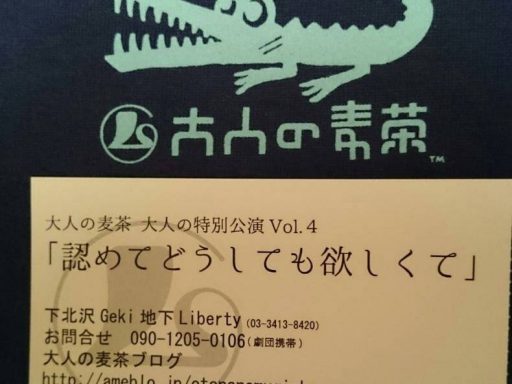 大人の麦茶™
大人の麦茶 大人の特別公演 Vol.4
「認めてどうしても欲しくて」
下北沢 Geki 地下 Liberty (03-3413-8420)
お問合せ 090-1205-0106 (劇団携帯)
大人の麦茶ブログ